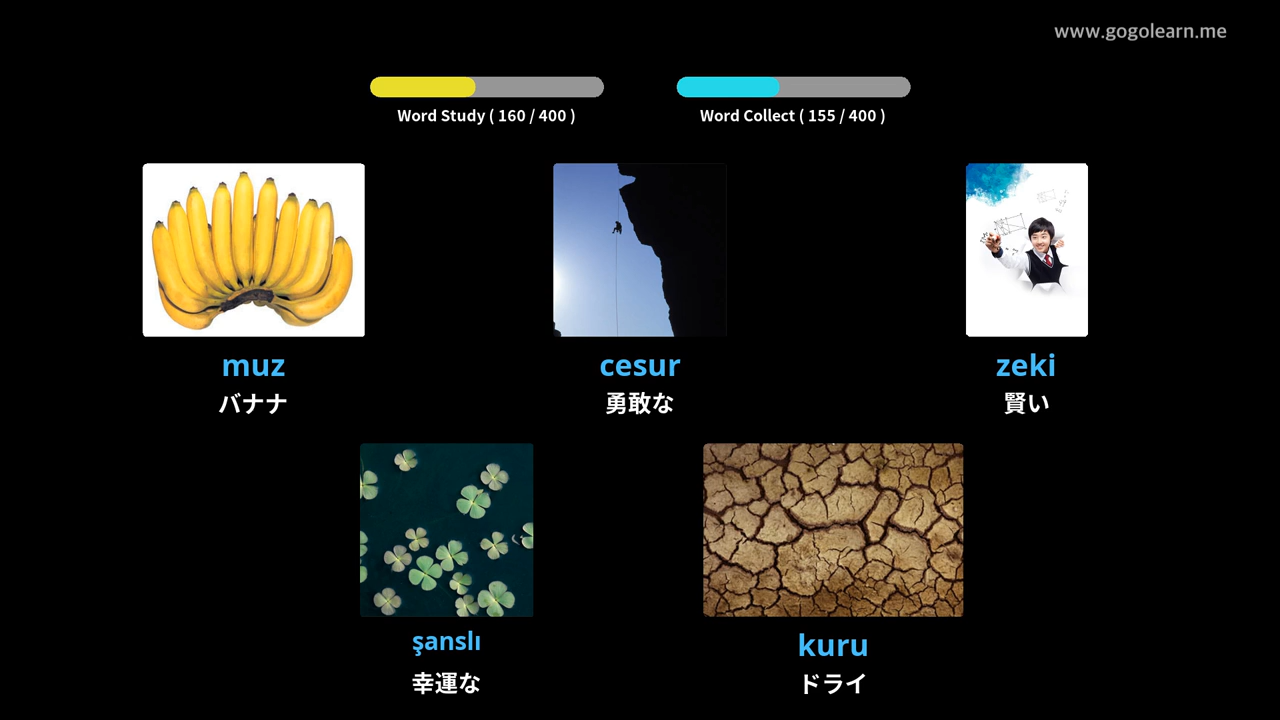 www.gogolearn.me
Word Study ( 160 / 400 )
Word Collect ( 155 / 400 )
muz
バナナ
cesur
勇敢な
zeki
賢い
şanslı
幸運な
kuru
ドライ